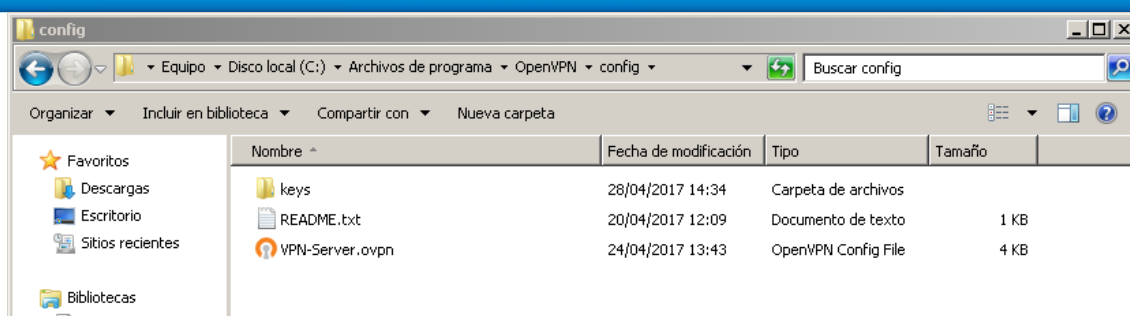 config
Equipo Disco local (C:) Archivos de programa OpenVPN config Buscar config
Organizar Incluir en biblioteca Compartir con Nueva carpeta
Favoritos
Descargas
Escritorio
Sitios recientes
Bibliotecas
Nombre Fecha de modificación Tipo Tamaño
keys 28/04/2017 14:34 Carpeta de archivos
README.txt 20/04/2017 12:09 Documento de texto 1 KB
VPN-Server.ovpn 24/04/2017 13:43 OpenVPN Config File 4 KB